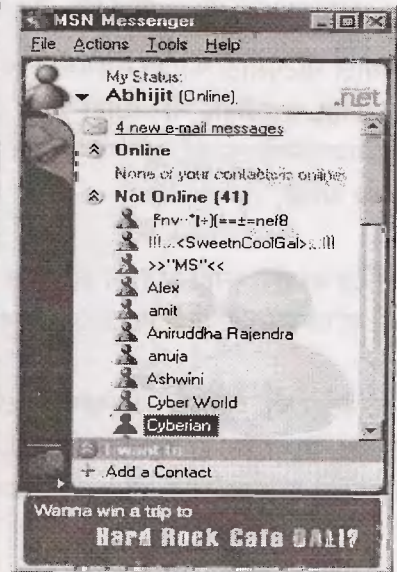 MSN Messenger
File Actions Tools Help
My Status:
Abhijit (Online)
.net
4 new e-mail messages
Online
None of your contacts is online
Not Online (41)
!!!...<SweetnCoolGal>...!!!
>>"MS"<<
Alex
amit
Aniruddha Rajendra
anuja
Ashwini
Cyber World
Cyberian
I want to
+ Add a Contact
Wanna win a trip to
Hard Rock Cafe BALI?